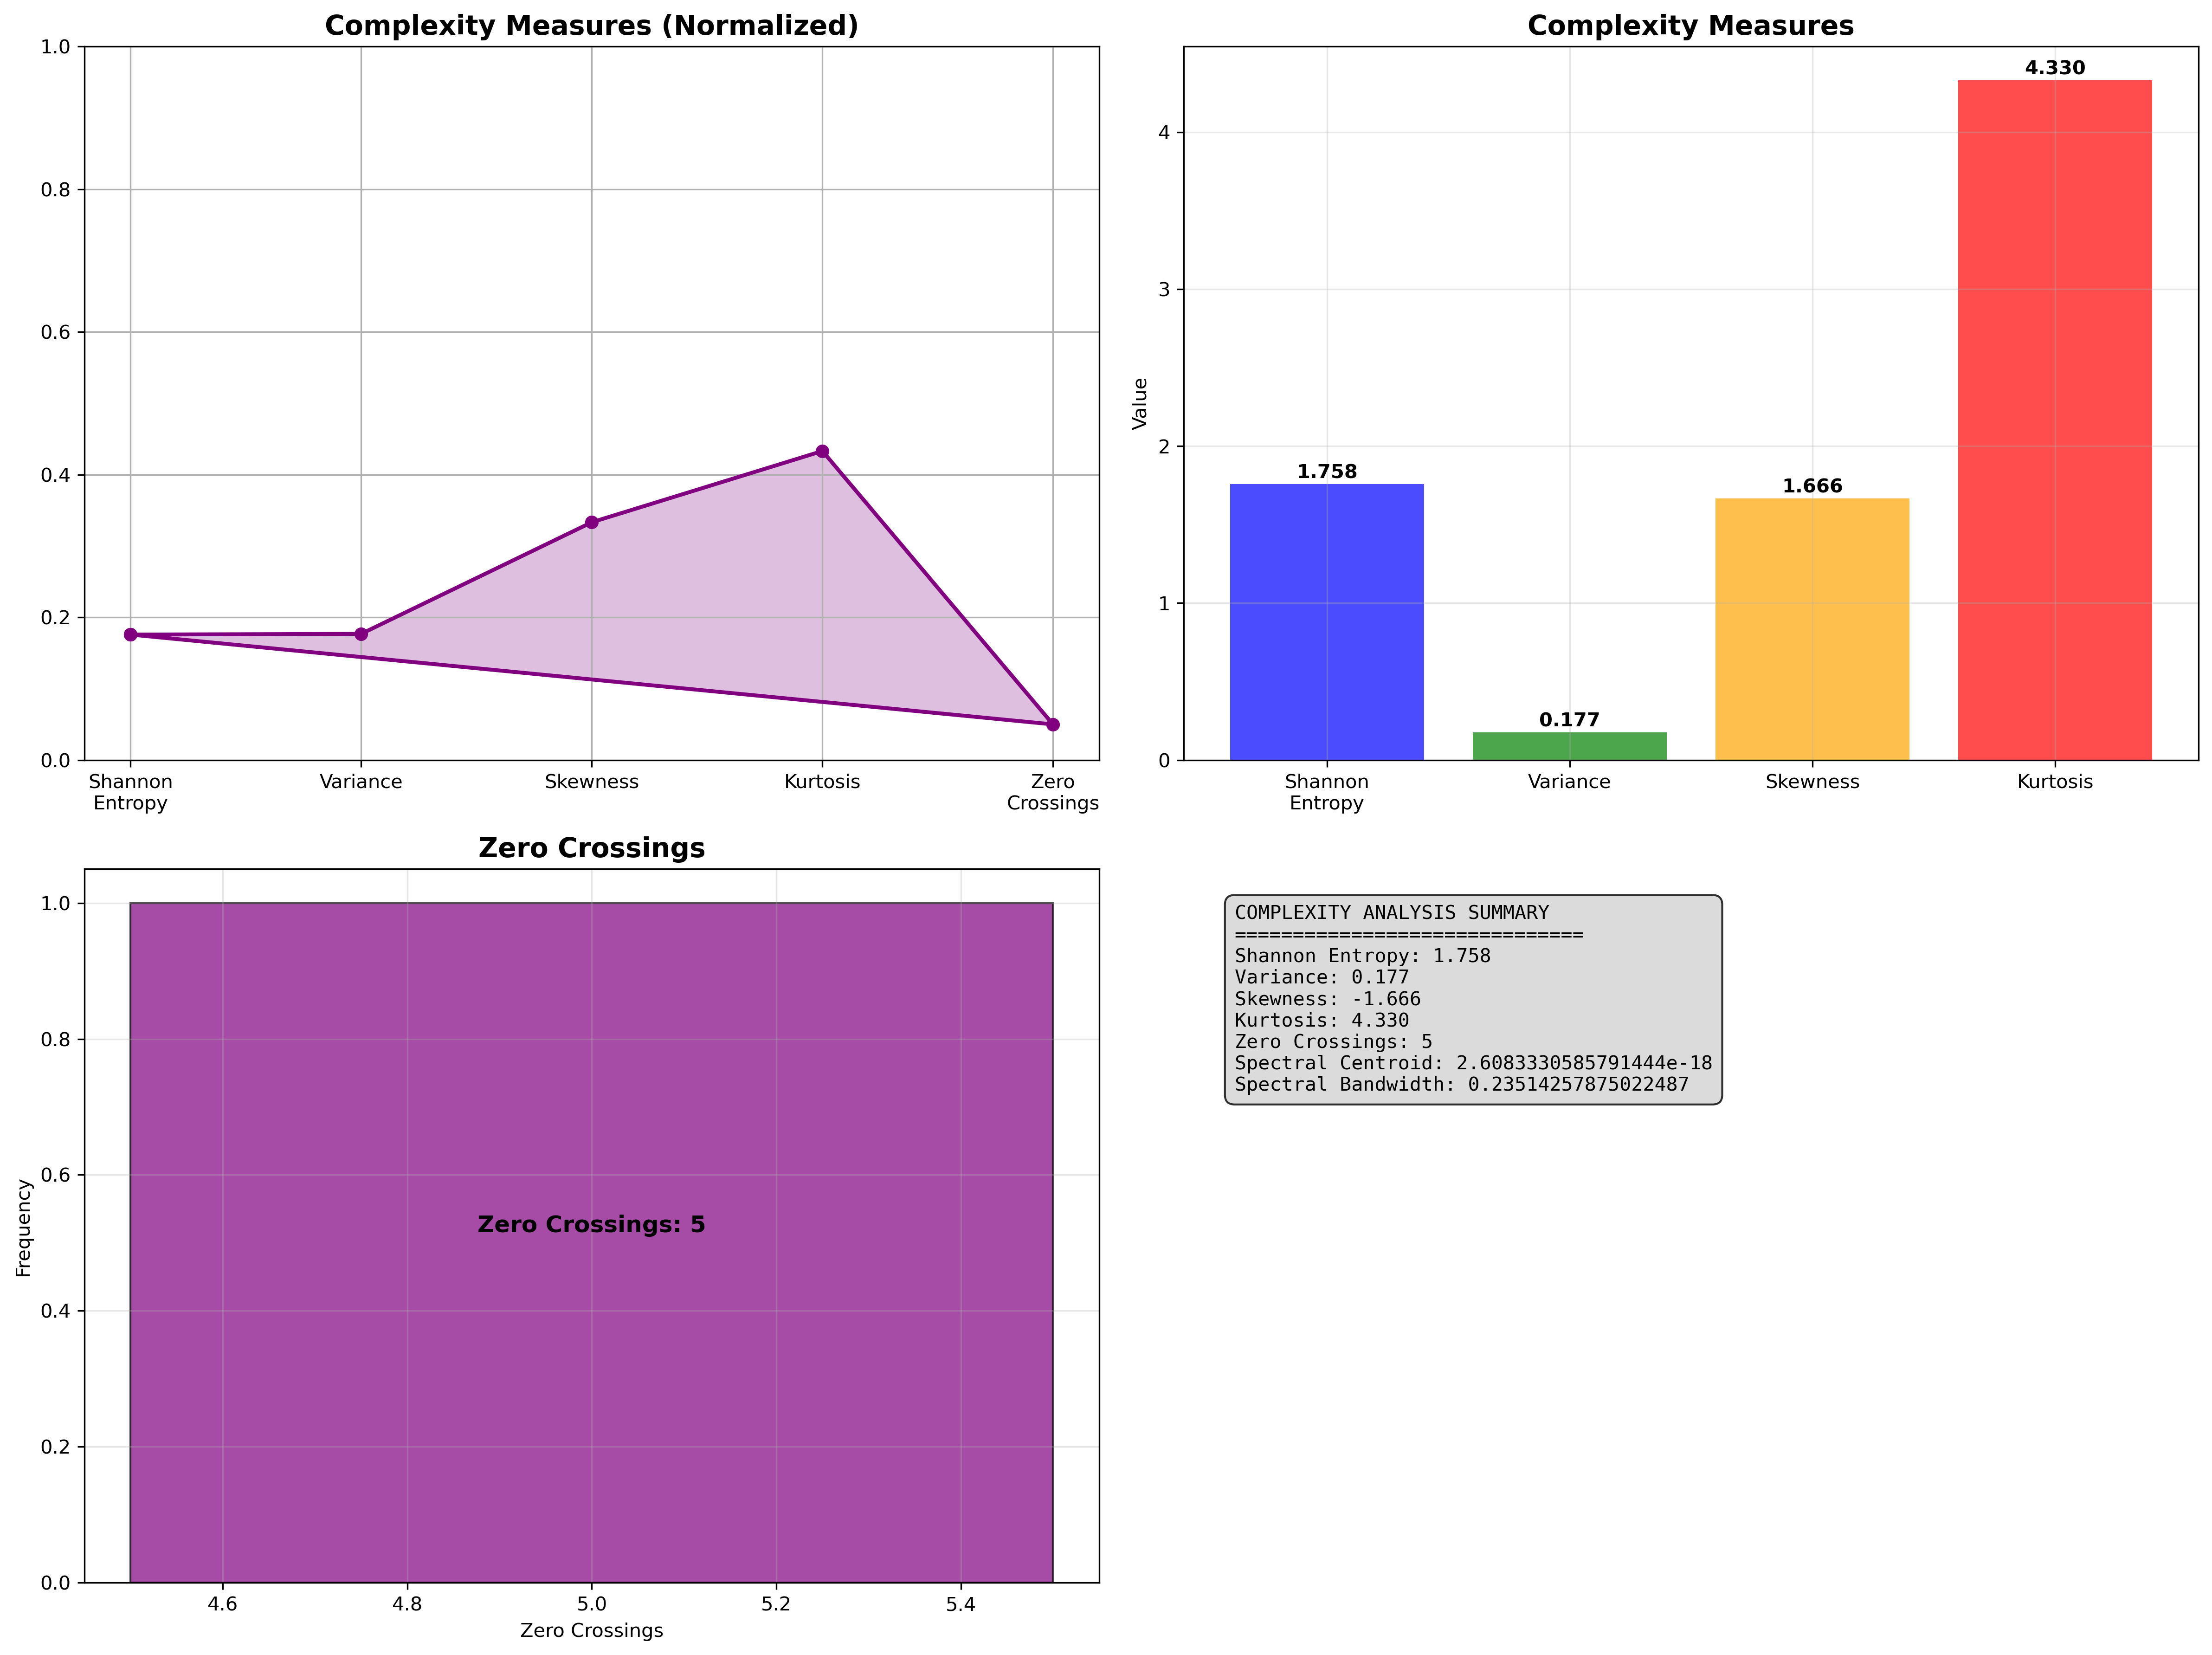 Complexity Measures (Normalized)
1.0
0.8
0.6
0.4
0.2
0.0
Shannon
Entropy
Variance
Skewness
Kurtosis
Zero
Crossings
Complexity Measures
Value
4
3
2
1
0
1.758
0.177
1.666
4.330
Shannon
Entropy
Variance
Skewness
Kurtosis
Zero Crossings
Frequency
1.0
0.8
0.6
0.4
0.2
0.0
Zero Crossings: 5
4.6
4.8
5.0
5.2
5.4
Zero Crossings
COMPLEXITY ANALYSIS SUMMARY
==============================
Shannon Entropy: 1.758
Variance: 0.177
Skewness: -1.666
Kurtosis: 4.330
Zero Crossings: 5
Spectral Centroid: 2.6083330585791444e-18
Spectral Bandwidth: 0.23514257875022487